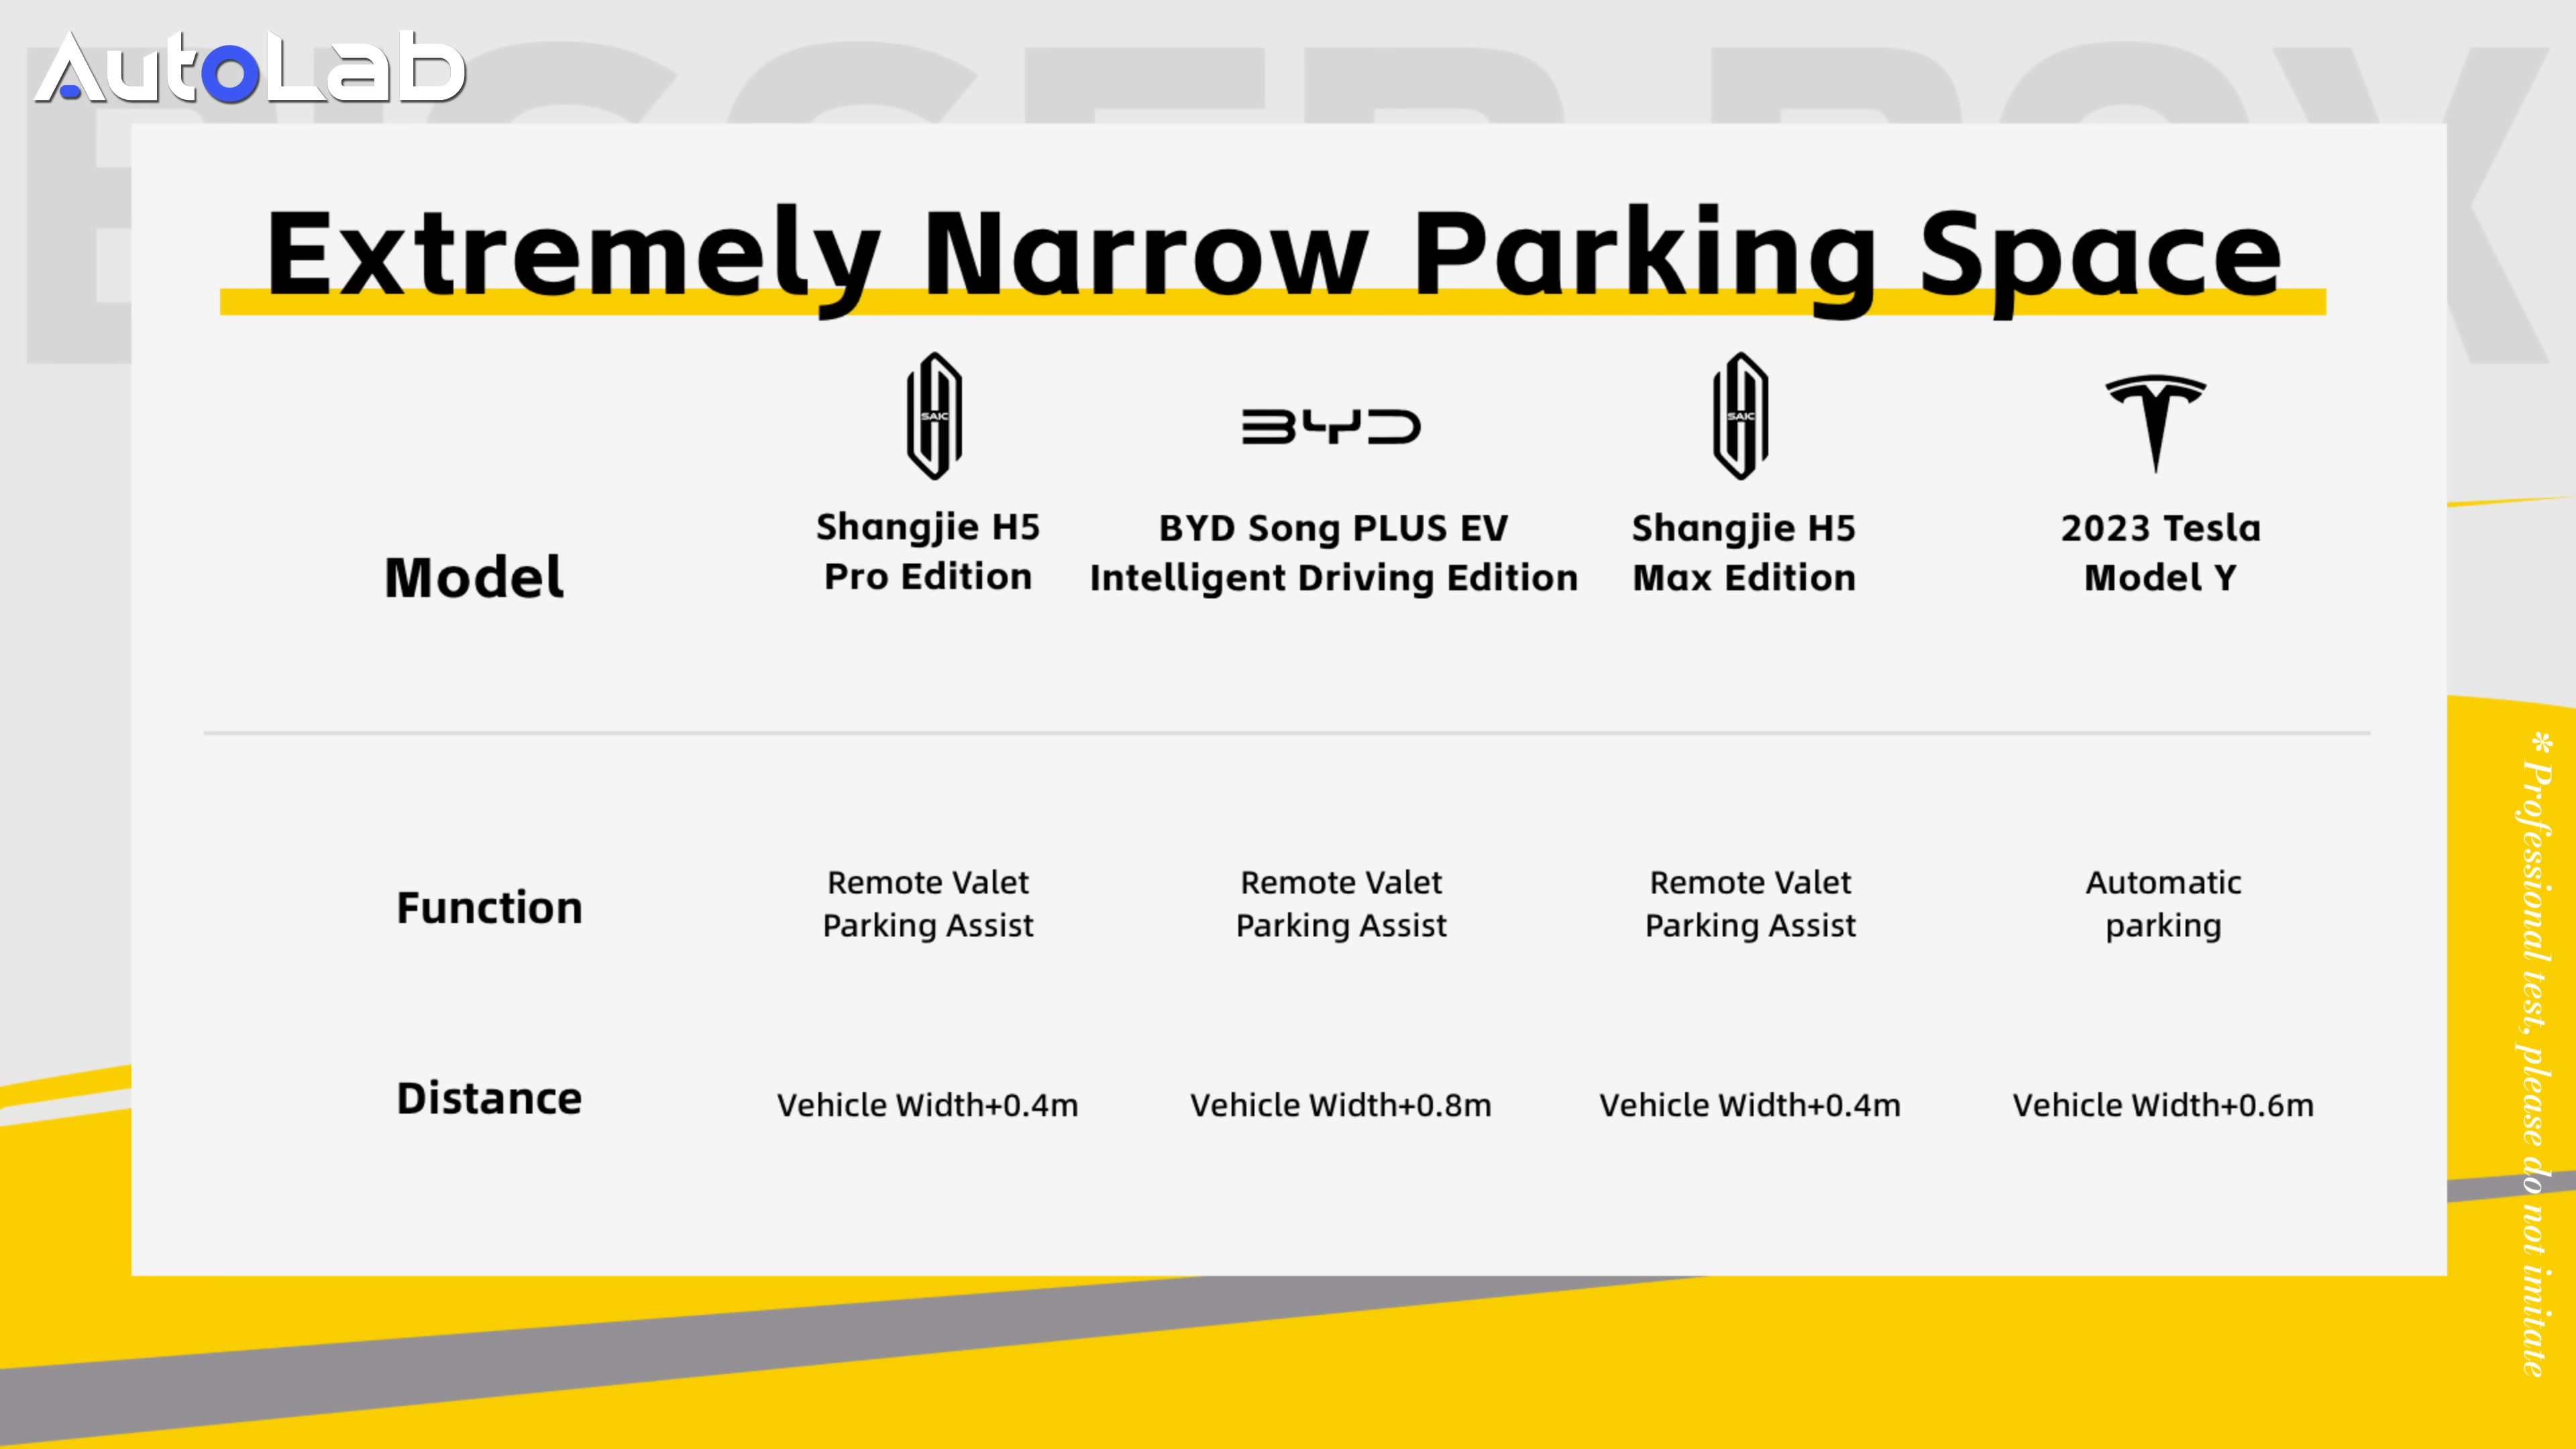 AutoLab
Extremely Narrow Parking Space
SAIC
BYD
SAIC
Model
Shangjie H5
Pro Edition
BYD Song PLUS EV
Intelligent Driving Edition
Shangjie H5
Max Edition
2023 Tesla
Model Y
Function
Remote Valet
Parking Assist
Remote Valet
Parking Assist
Remote Valet
Parking Assist
Automatic
parking
Distance
Vehicle Width+0.4m
Vehicle Width+0.8m
Vehicle Width+0.4m
Vehicle Width+0.6m
* Professional test, please do not imitate